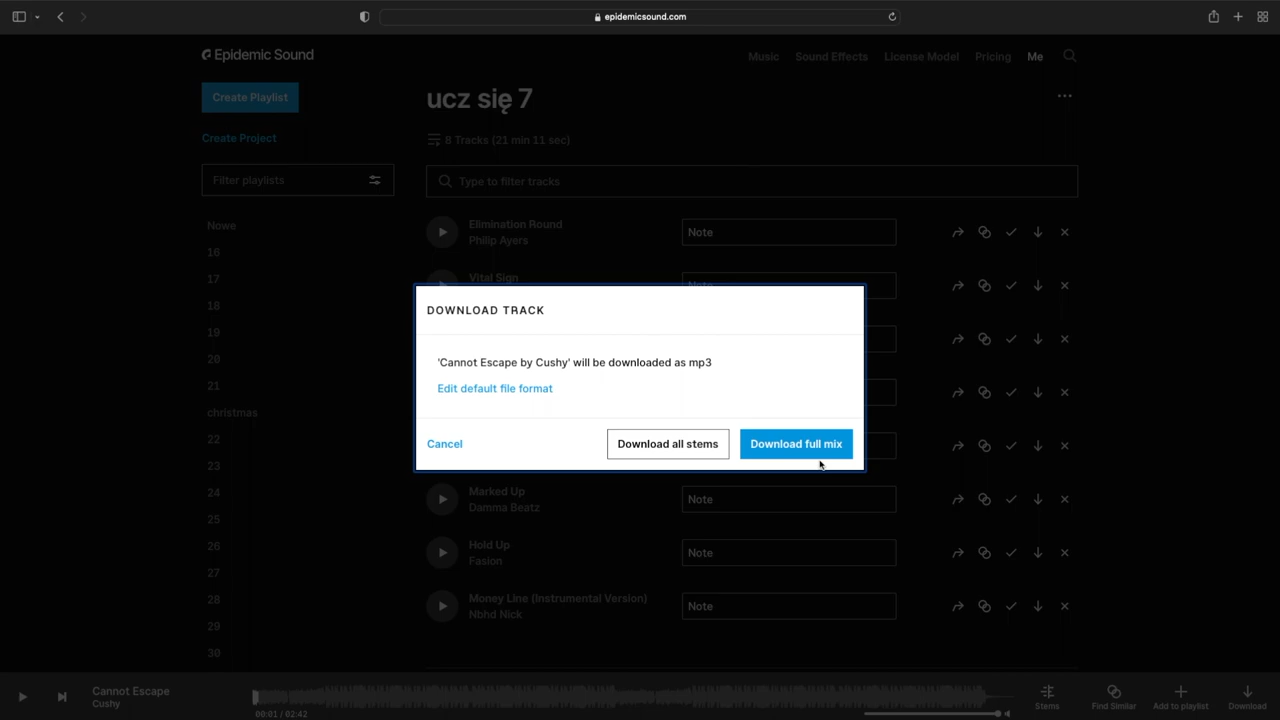 epidemicsound.com
Epidemic Sound
Music Sound Effects License Model Pricing Me
Create Playlist
ucz się 7
Create Project
8 Tracks (21 min 11 sec)
Filter playlists
Type to filter tracks
Nowe
16
17
18
19
20
21
christmas
22
23
24
25
26
27
28
29
30
Elimination Round
Philip Ayers
Note
Vital Sign
Note
DOWNLOAD TRACK
'Cannot Escape by Cushy' will be downloaded as mp3
Edit default file format
Cancel
Download all stems
Download full mix
Marked Up
Damma Beatz
Note
Hold Up
Fasion
Note
Money Line (Instrumental Version)
Nbhd Nick
Note
Cannot Escape
Cushy
00:01 / 02:42
Stems
Find Similar
Add to playlist
Download